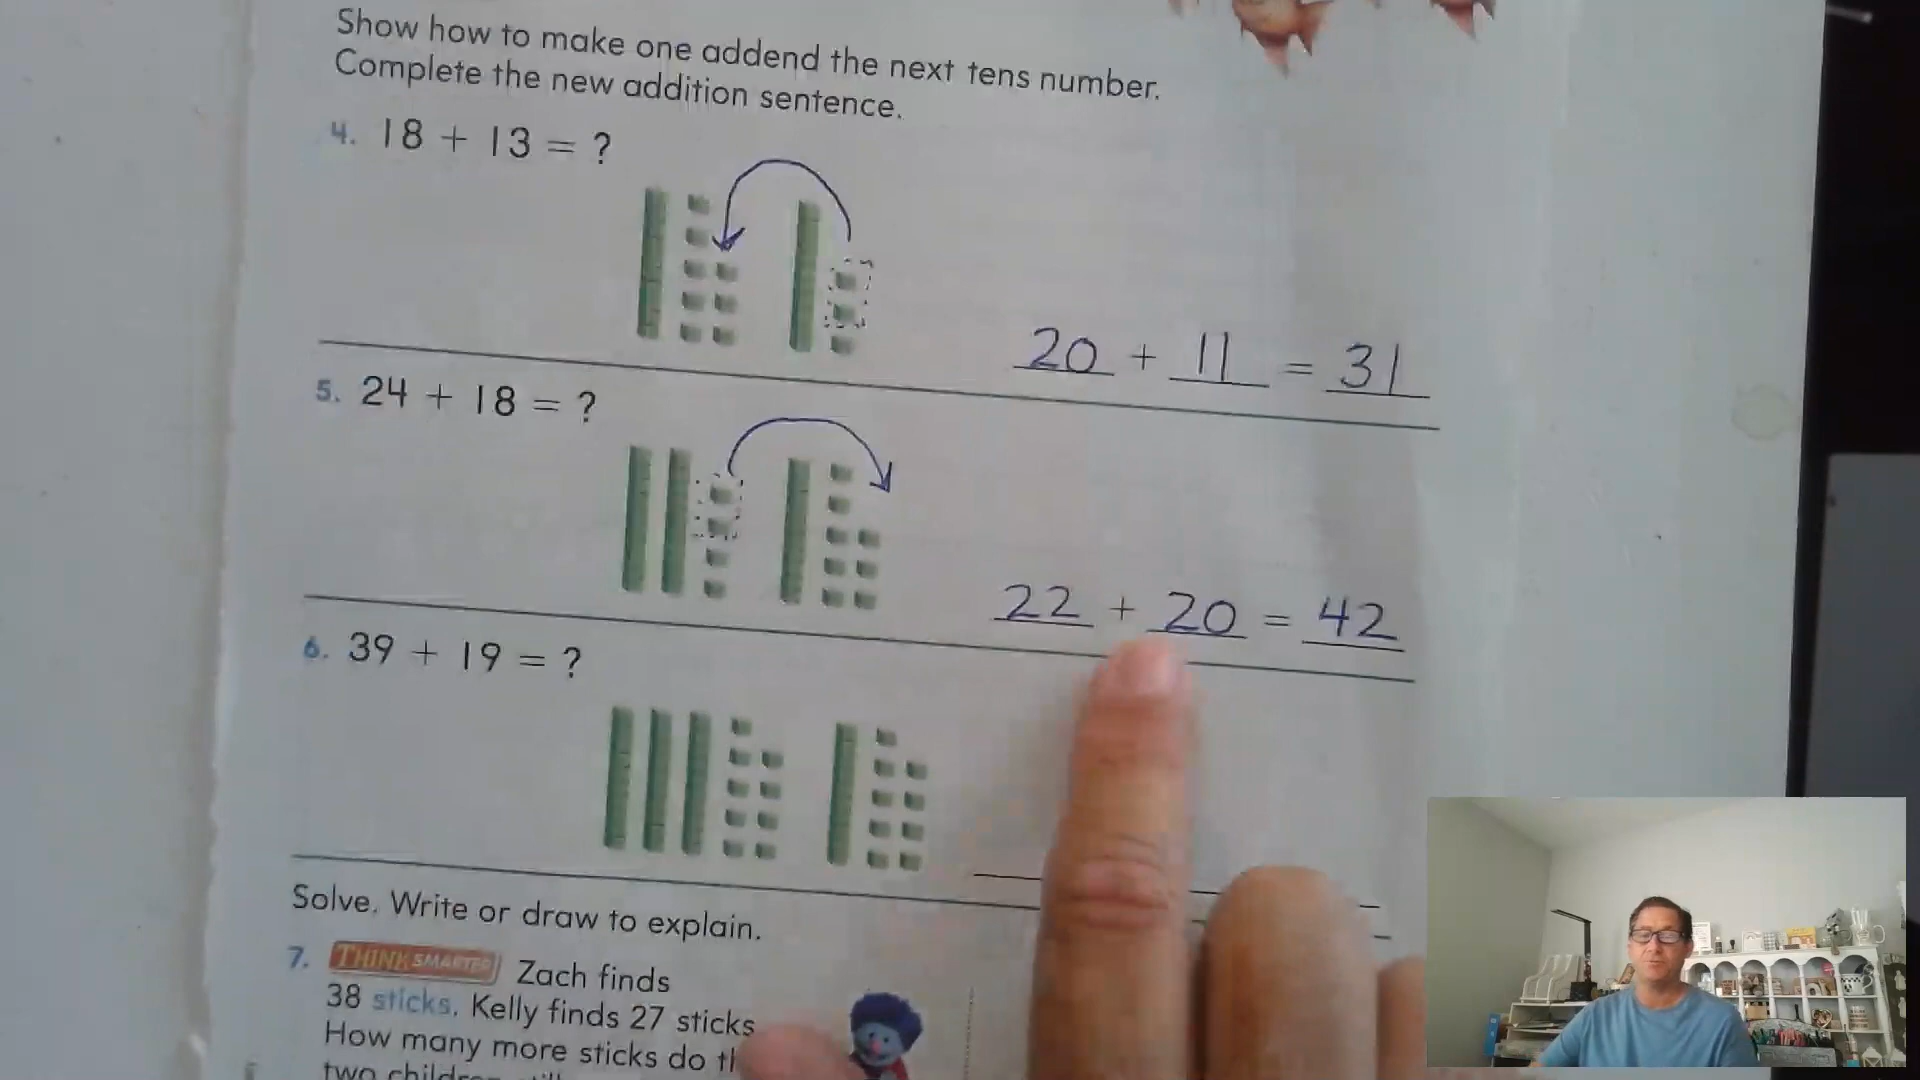 Show how to make one addend the next tens number.
Complete the new addition sentence.
4. 18 + 13 = ?
20 + 11 = 31
5. 24 + 18 = ?
22 + 20 = 42
6. 39 + 19 = ?
Solve. Write or draw to explain.
7. THINK SMARTER Zach finds
38 sticks. Kelly finds 27 sticks
How many more sticks do
two